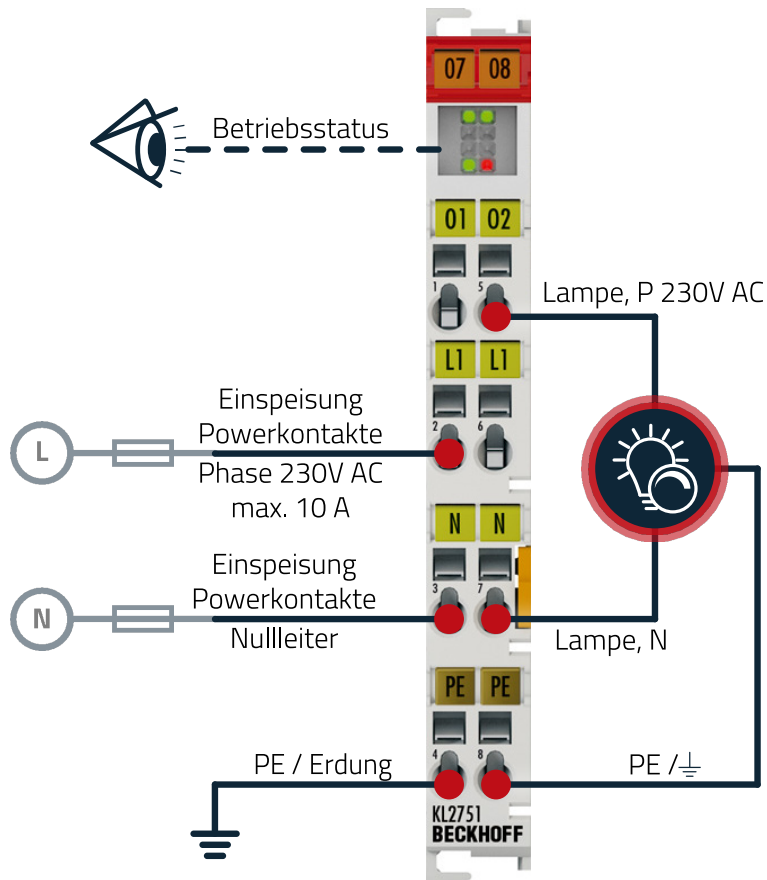 07 08
Betriebsstatus
01 02
1 5
Lampe, P 230V AC
L1 L1
Einspeisung
Powerkontakte
2 6
L
Phase 230V AC
max. 10 A
N N
Einspeisung
Powerkontakte
3 7
N
Nullleiter
Lampe, N
PE PE
4 8
PE / Erdung
PE /
KL2751
BECKHOFF